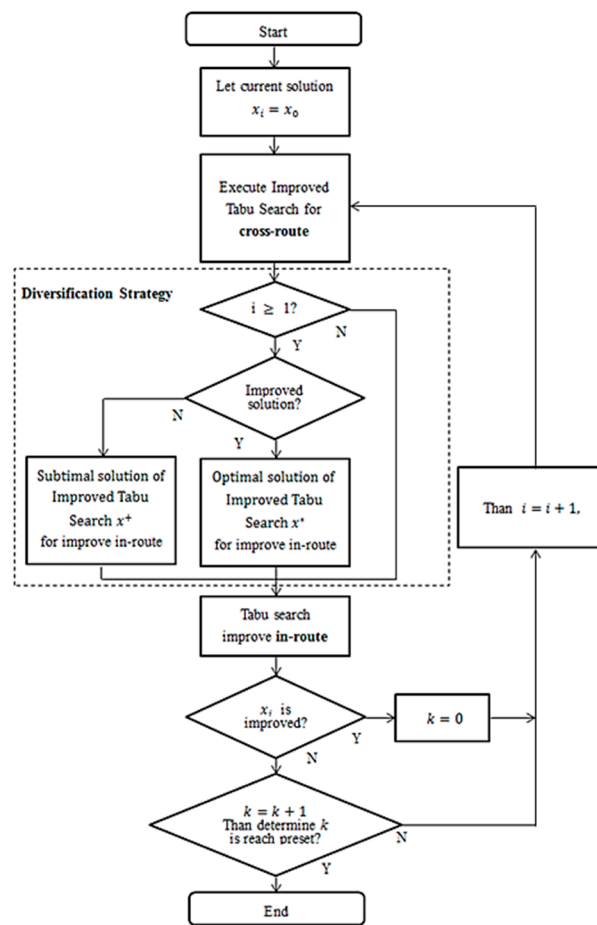 Start
Let current solution
x_i = x_0
Execute Improved
Tabu Search for
cross-route
Diversification Strategy
i ≥ 1?
N
Y
Improved
solution?
N
Y
Subtimal solution of
Improved Tabu
Search x⁺
for improve in-route
Optimal solution of
Improved Tabu
Search x*
for improve in-route
Than i = i + 1,
Tabu search
improve in-route
x_i is
improved?
Y
N
k = 0
k = k + 1
Than determine k
is reach preset?
N
Y
End